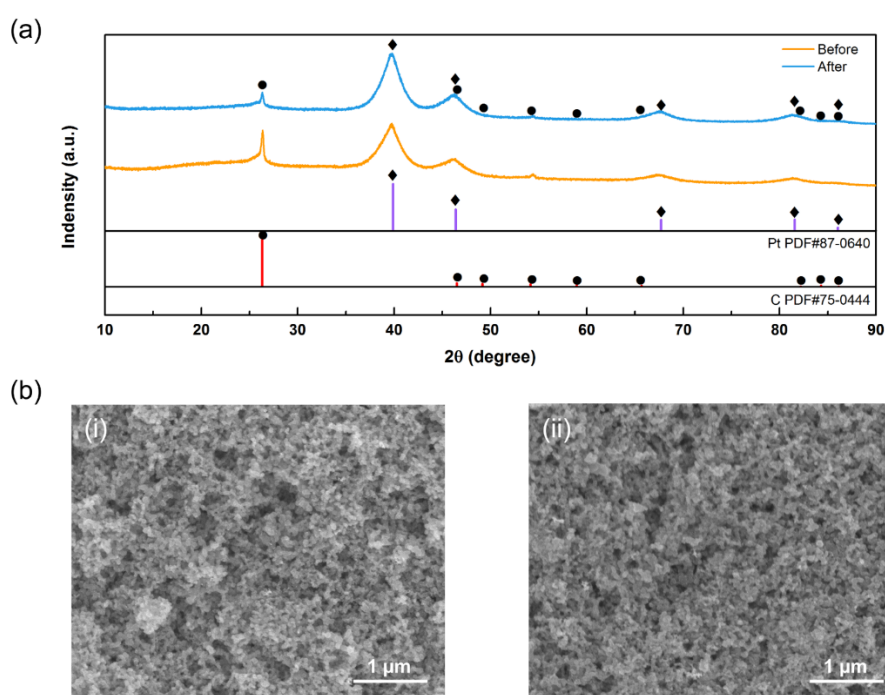 (a)
Before
After
Indensity (a.u.)
Pt PDF#87-0640
C PDF#75-0444
10 20 30 40 50 60 70 80 90
2θ (degree)
(b)
(i)
(ii)
1 μm
1 μm